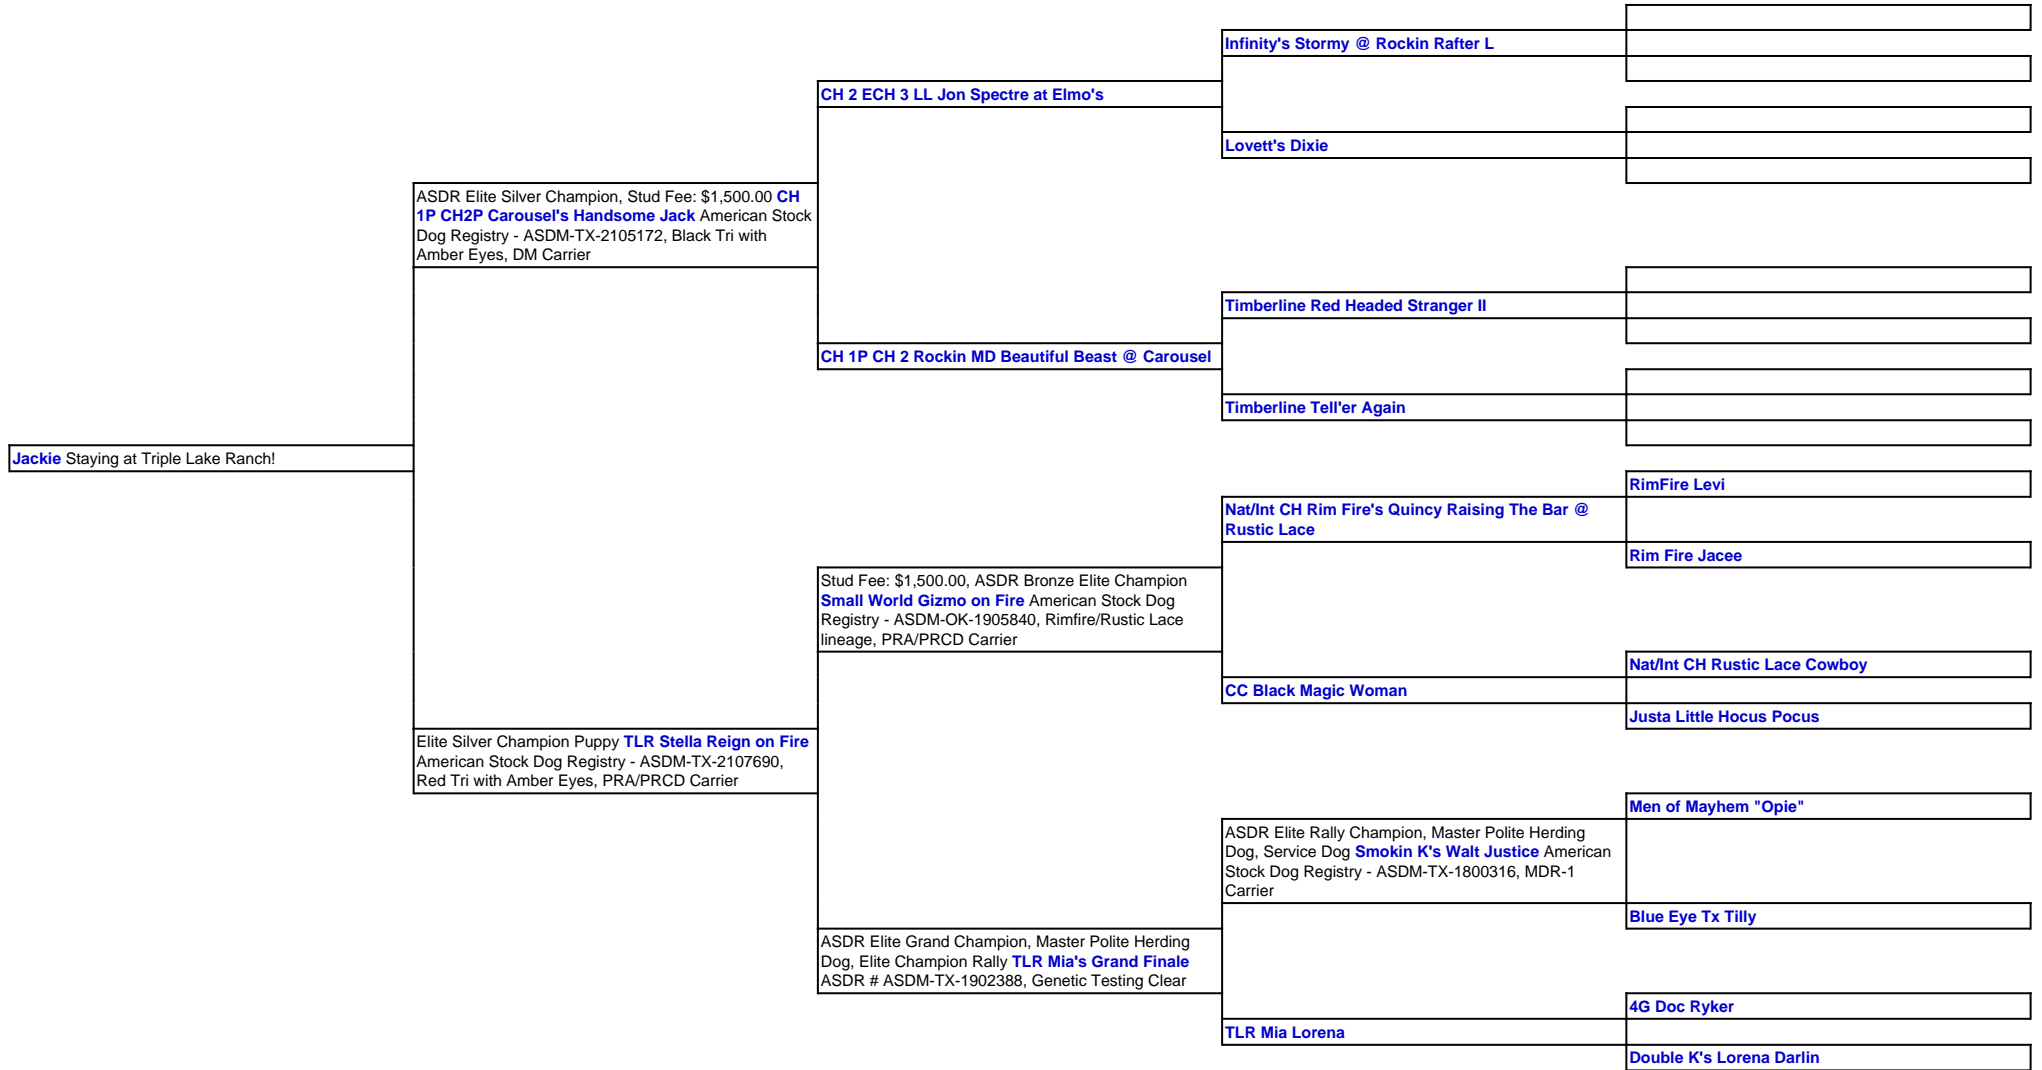 Infinity's Stormy @ Rockin Rafter L
CH 2 ECH 3 LL Jon Spectre at Elmo's
Lovett's Dixie
ASDR Elite Silver Champion, Stud Fee: $1,500.00 CH
1P CH2P Carousel's Handsome Jack American Stock
Dog Registry - ASDM-TX-2105172, Black Tri with
Amber Eyes, DM Carrier
Timberline Red Headed Stranger II
CH 1P CH 2 Rockin MD Beautiful Beast @ Carousel
Timberline Tell'er Again
Jackie Staying at Triple Lake Ranch!
RimFire Levi
Nat/Int CH Rim Fire's Quincy Raising The Bar @
Rustic Lace
Rim Fire Jacee
Stud Fee: $1,500.00, ASDR Bronze Elite Champion
Small World Gizmo on Fire American Stock Dog
Registry - ASDM-OK-1905840, Rimfire/Rustic Lace
lineage, PRA/PRCD Carrier
Nat/Int CH Rustic Lace Cowboy
CC Black Magic Woman
Justa Little Hocus Pocus
Elite Silver Champion Puppy TLR Stella Reign on Fire
American Stock Dog Registry - ASDM-TX-2107690,
Red Tri with Amber Eyes, PRA/PRCD Carrier
Men of Mayhem "Opie"
ASDR Elite Rally Champion, Master Polite Herding
Dog, Service Dog Smokin K's Walt Justice American
Stock Dog Registry - ASDM-TX-1800316, MDR-1
Carrier
Blue Eye Tx Tilly
ASDR Elite Grand Champion, Master Polite Herding
Dog, Elite Champion Rally TLR Mia's Grand Finale
ASDR # ASDM-TX-1902388, Genetic Testing Clear
4G Doc Ryker
TLR Mia Lorena
Double K's Lorena Darlin